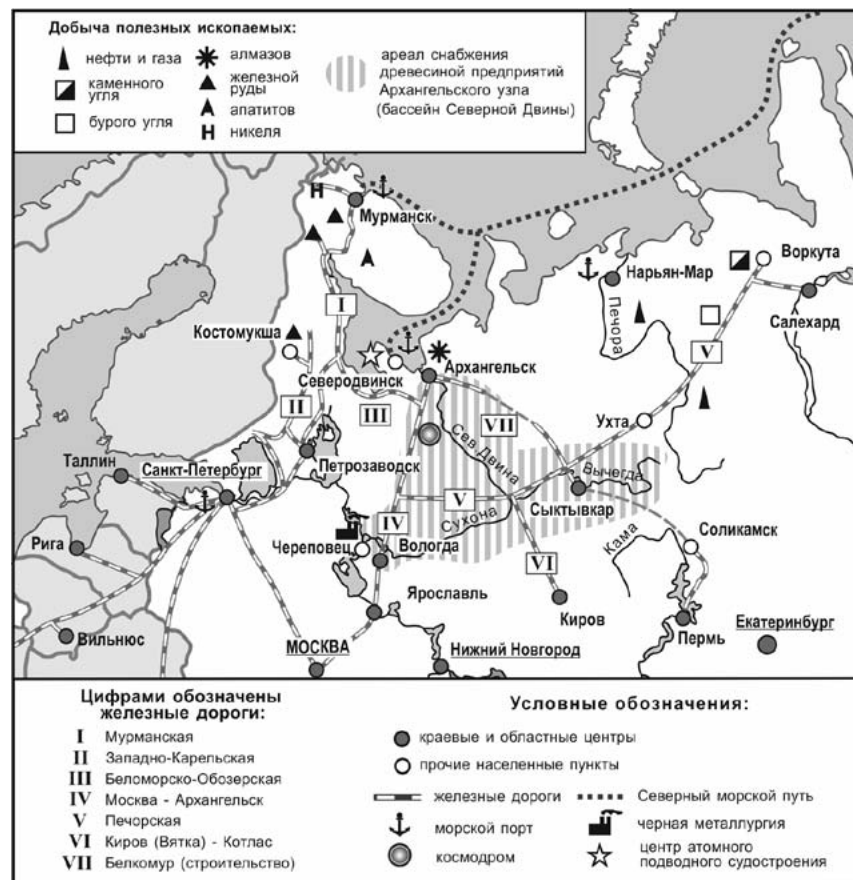 Добыча полезных ископаемых:
нефти и газа
каменного
угля
бурого угля
алмазов
железной
руды
апатитов
Н никеля
ареал снабжения
древесиной предприятий
Архангельского узла
(бассейн Северной Двины)
Н
Мурманск
А
Воркута
Нарьян-Мар
Печора
Салехард
I
Костомукша
V
Северодвинск
Архангельск
II
III
VII
Ухта
Сев.Двина
Таллин
Санкт-Петербург
Петрозаводск
Вычегда
V
Сыктывкар
Сухона
IV
Рига
Череповец
Вологда
Кама
Соликамск
VI
Ярославль
Киров
Пермь
Екатеринбург
Вильнюс
МОСКВА
Нижний Новгород
Цифрами обозначены
железные дороги:
I Мурманская
II Западно-Карельская
III Беломорско-Обозерская
IV Москва - Архангельск
V Печорская
VI Киров (Вятка) - Котлас
VII Белкомур (строительство)
Условные обозначения:
краевые и областные центры
прочие населенные пункты
железные дороги
Северный морской путь
морской порт
черная металлургия
космодром
центр атомного
подводного судостроения